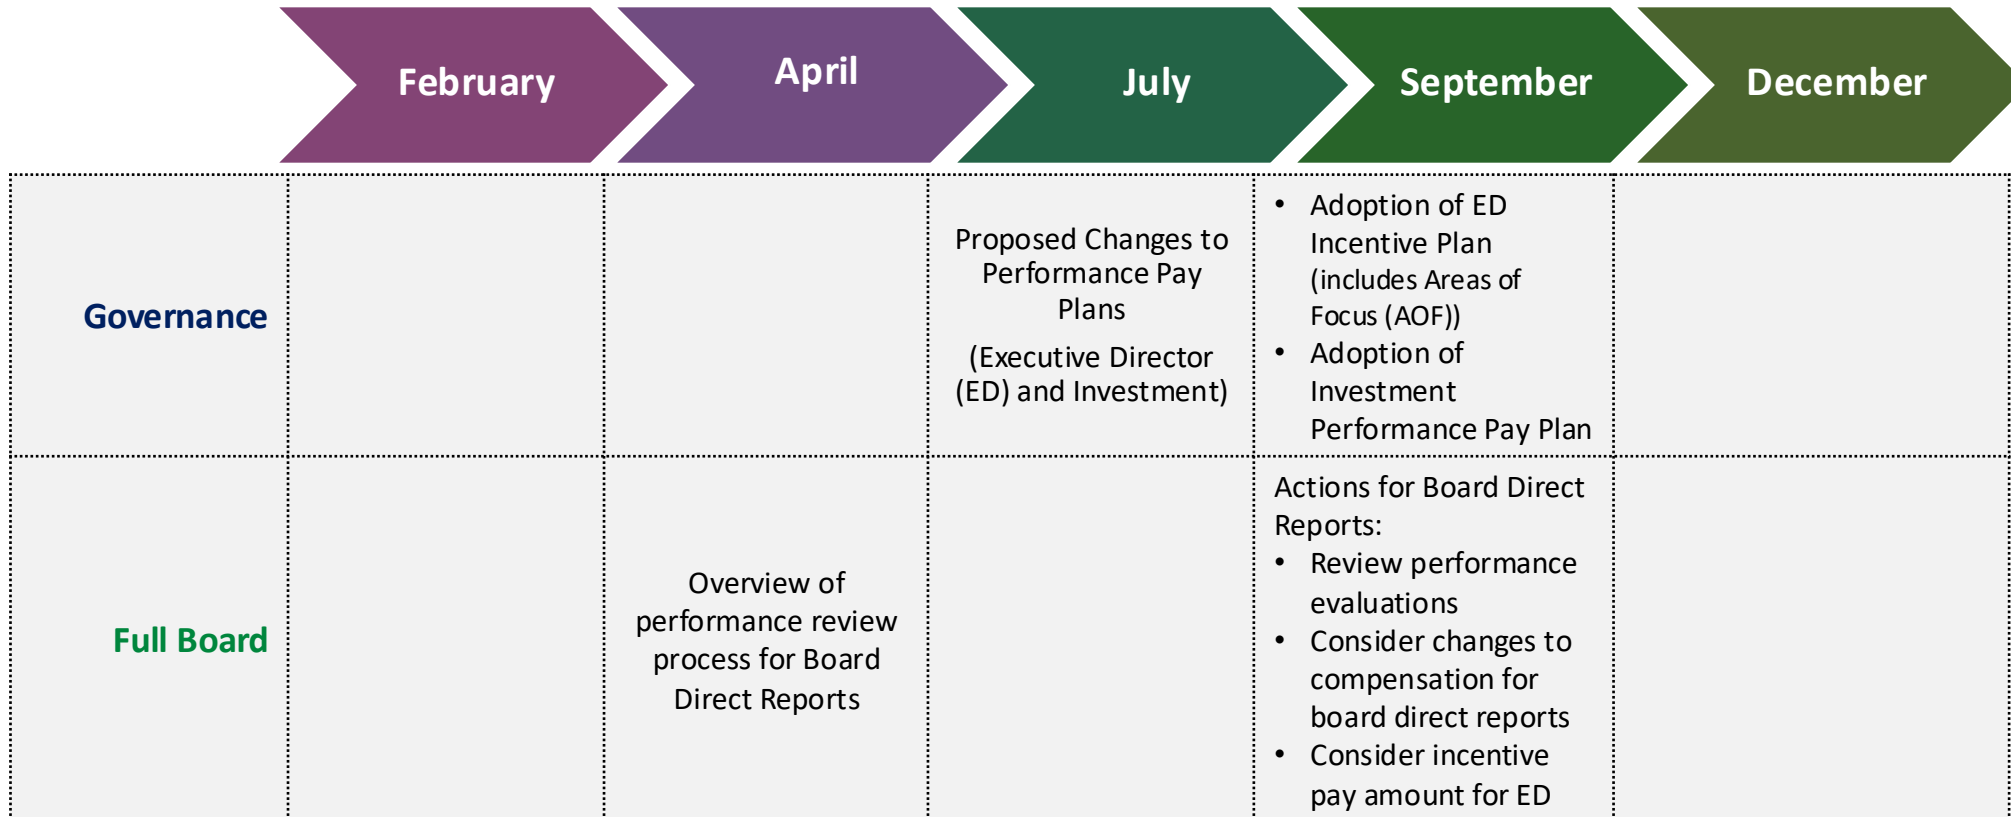 February
April
July
September
December
Governance
Proposed Changes to
Performance Pay
Plans
(Executive Director
(ED) and Investment)
• Adoption of ED
Incentive Plan
(includes Areas of
Focus (AOF))
• Adoption of
Investment
Performance Pay Plan
Full Board
Overview of
performance review
process for Board
Direct Reports
Actions for Board Direct
Reports:
• Review performance
evaluations
• Consider changes to
compensation for
board direct reports
• Consider incentive
pay amount for ED